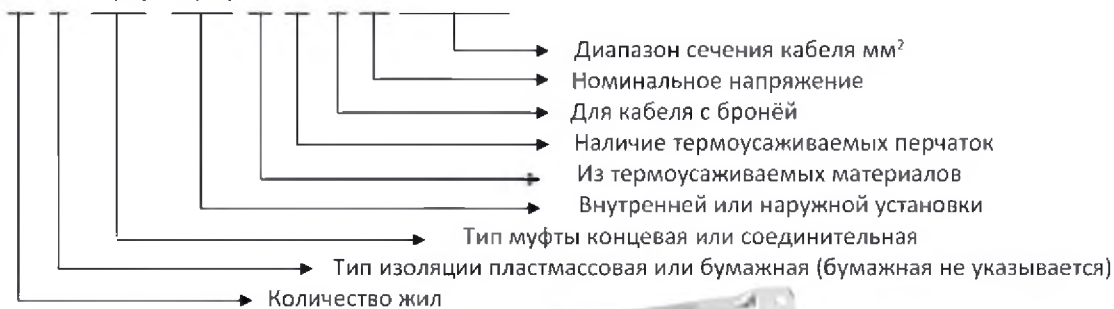 Диапазон сечения кабеля мм²
Номинальное напряжение
Для кабеля с бронёй
Наличие термоусаживаемых перчаток
Из термоусаживаемых материалов
Внутренней или наружной установки
Тип муфты концевая или соединительная
Тип изоляции пластмассовая или бумажная (бумажная не указывается)
Количество жил